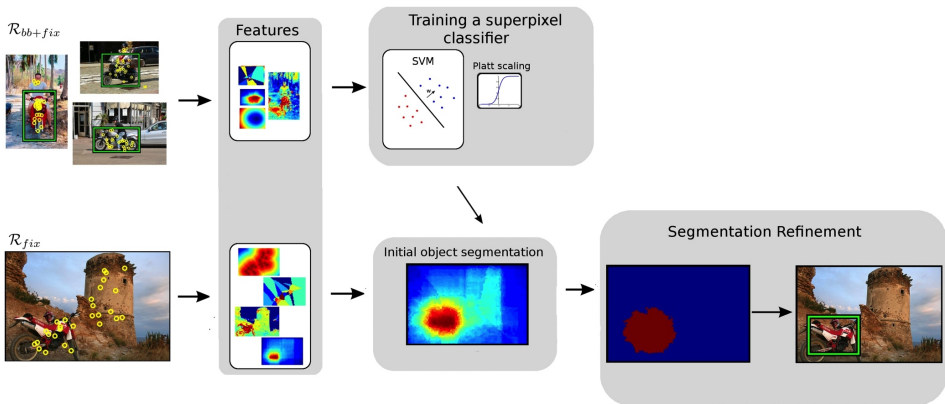 R_{bb+fix}
Features
Training a superpixel
classifier
SVM
Platt scaling
w
R_{fix}
Initial object segmentation
Segmentation Refinement